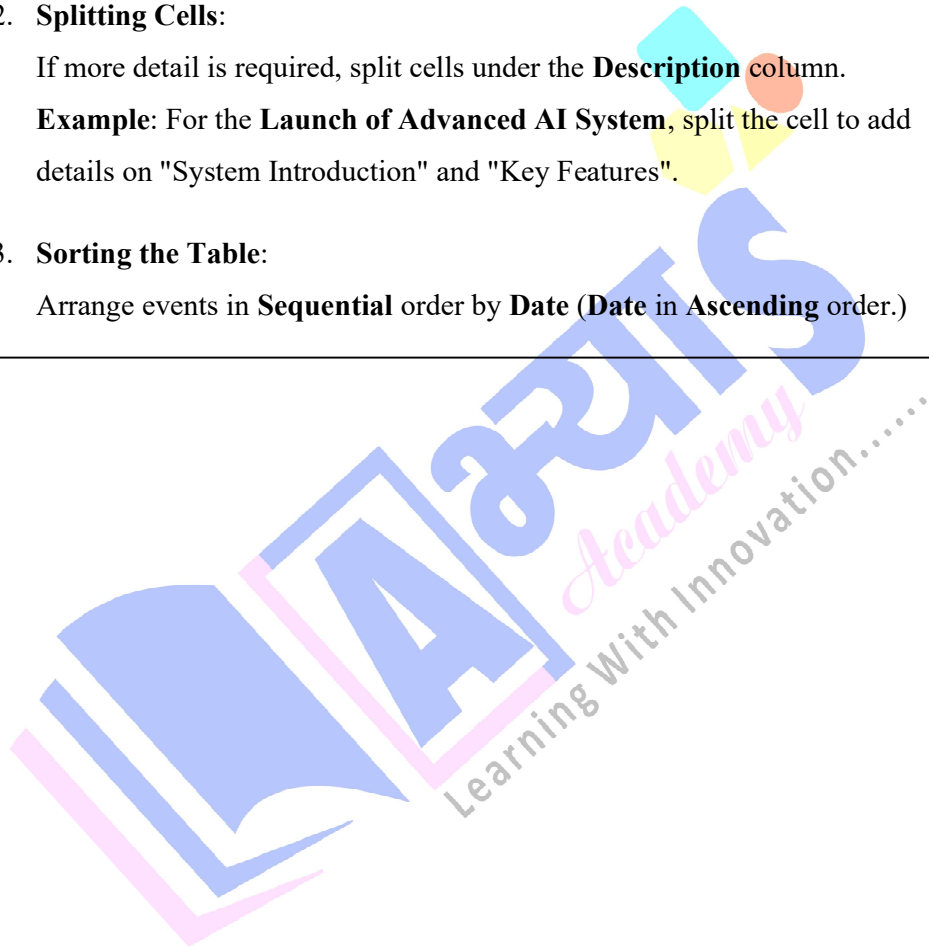 2. Splitting Cells:
If more detail is required, split cells under the Description column.
Example: For the Launch of Advanced AI System, split the cell to add
details on "System Introduction" and "Key Features".
3. Sorting the Table:
Arrange events in Sequential order by Date (Date in Ascending order.)
Aभ्यास
Academy
Learning With Innovation......